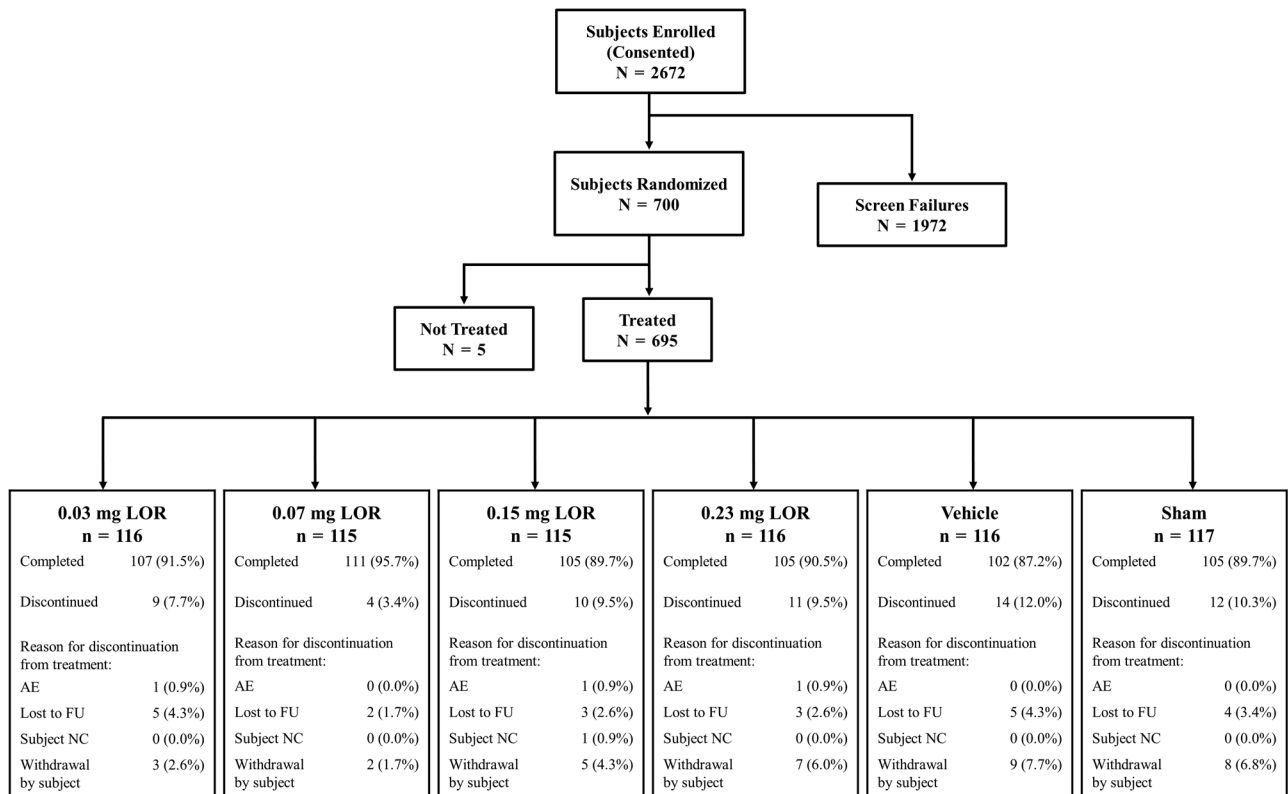 Subjects Enrolled
(Consented)
N = 2672
Subjects Randomized
N = 700
Screen Failures
N = 1972
Not Treated
N = 5
Treated
N = 695
0.03 mg LOR
n = 116
Completed 107 (91.5%)
Discontinued 9 (7.7%)
Reason for discontinuation
from treatment:
AE 1 (0.9%)
Lost to FU 5 (4.3%)
Subject NC 0 (0.0%)
Withdrawal 3 (2.6%)
by subject
0.07 mg LOR
n = 115
Completed 111 (95.7%)
Discontinued 4 (3.4%)
Reason for discontinuation
from treatment:
AE 0 (0.0%)
Lost to FU 2 (1.7%)
Subject NC 0 (0.0%)
Withdrawal 2 (1.7%)
by subject
0.15 mg LOR
n = 115
Completed 105 (89.7%)
Discontinued 10 (9.5%)
Reason for discontinuation
from treatment:
AE 1 (0.9%)
Lost to FU 3 (2.6%)
Subject NC 1 (0.9%)
Withdrawal 5 (4.3%)
by subject
0.23 mg LOR
n = 116
Completed 105 (90.5%)
Discontinued 11 (9.5%)
Reason for discontinuation
from treatment:
AE 1 (0.9%)
Lost to FU 3 (2.6%)
Subject NC 0 (0.0%)
Withdrawal 7 (6.0%)
by subject
Vehicle
n = 116
Completed 102 (87.2%)
Discontinued 14 (12.0%)
Reason for discontinuation
from treatment:
AE 0 (0.0%)
Lost to FU 5 (4.3%)
Subject NC 0 (0.0%)
Withdrawal 9 (7.7%)
by subject
Sham
n = 117
Completed 105 (89.7%)
Discontinued 12 (10.3%)
Reason for discontinuation
from treatment:
AE 0 (0.0%)
Lost to FU 4 (3.4%)
Subject NC 0 (0.0%)
Withdrawal 8 (6.8%)
by subject